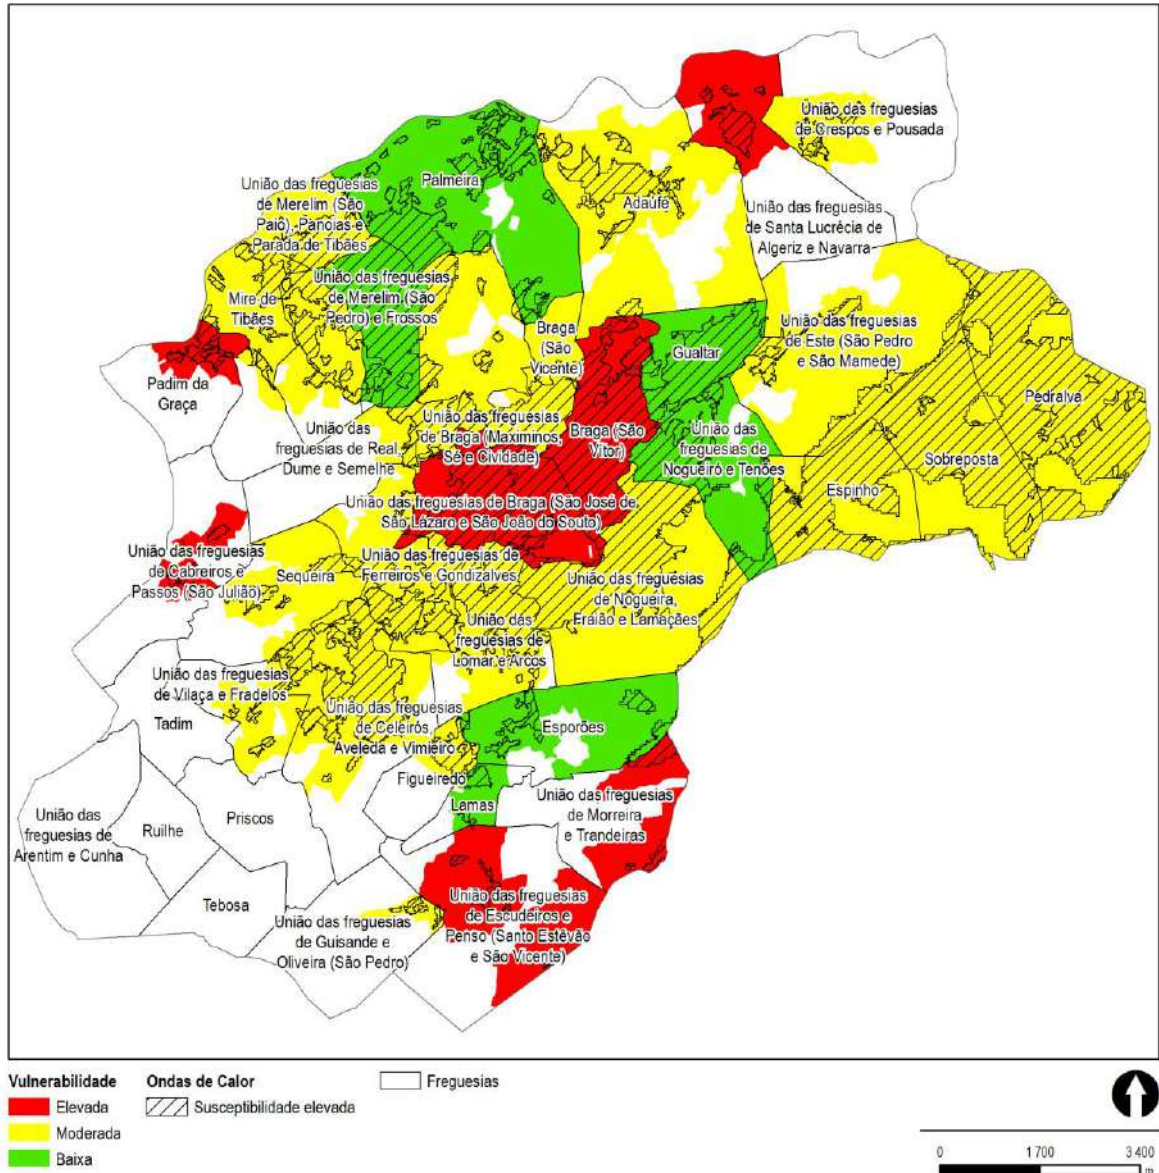 União das freguesias
de Crespos e Pousada
Palmeira
União das freguesias
de Merelim (São
Paio), Panoias e
Parada de Tibães
Adaúfe
União das freguesias
de Santa Lucrécia de
Algeriz e Navarra
União das freguesias
de Merelim (São
Pedro) e Frossos
Mire de
Tibães
Braga
(São
Vicente)
Gualtar
União das freguesias
de Este (São Pedro
e São Mamede)
Padim da
Graça
Pedralva
União das freguesias
de Braga (Maximinos,
Sé e Cividade)
Braga (São
Vítor)
União das
freguesias de
Nogueiró e Tenões
União das
freguesias de Real,
Dume e Semelhe
Sobreposta
Espinho
União das freguesias de Braga (São José de
São Lázaro e São João do Souto)
União das freguesias
de Cabreiros e
Passos (São Julião)
Sequeira
União das freguesias de
Ferreiros e Gondizalves
União das freguesias
de Nogueira,
Fraião e Lamaçães
União das
freguesias de
Lomar e Arcos
União das freguesias
de Vilaça e Fradelos
Tadim
União das freguesias
de Celeirós,
Aveleda e Vimieiro
Esporões
Figueiredo
Lamas
União das freguesias
de Morreira
e Trandeiras
União das
freguesias de
Arentim e Cunha
Ruilhe
Priscos
Tebosa
União das freguesias
de Escudeiros e
Penso (Santo Estêvão
e São Vicente)
União das freguesias
de Guisande e
Oliveira (São Pedro)
Vulnerabilidade
Elevada
Moderada
Baixa
Ondas de Calor
Susceptibilidade elevada
Freguesias
0 1 700 3 400
m